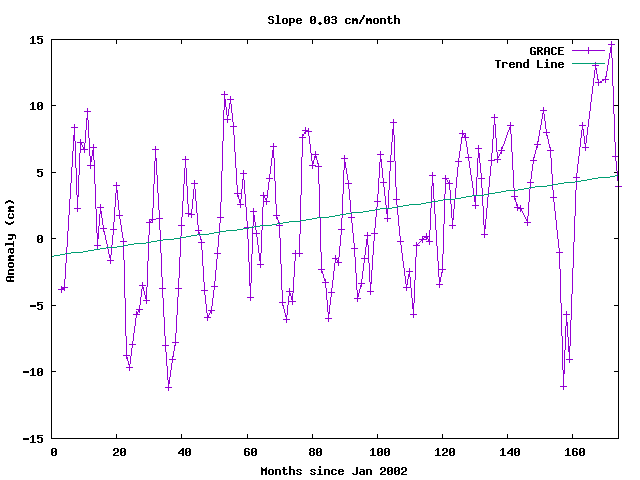 Slope 0.03 cm/month
GRACE
Trend Line
15
10
5
0
-5
-10
-15
Anomaly (cm)
0 20 40 60 80 100 120 140 160
Months since Jan 2002